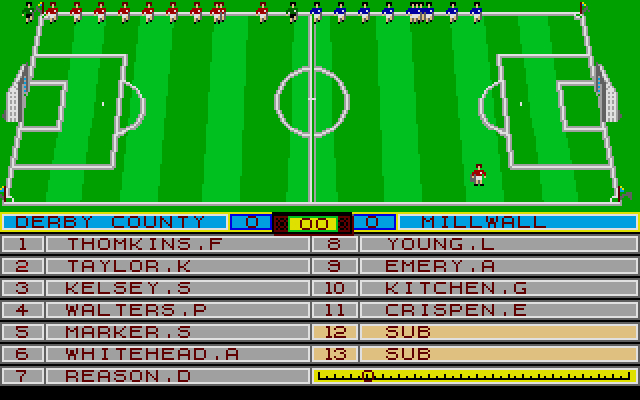 DERBY COUNTY 0 00 0 MILLWALL
1 THOMKINS.F 8 YOUNG.L
2 TAYLOR.K 9 EMERY.A
3 KELSEY.S 10 KITCHEN.G
4 WALTERS.P 11 CRISPEN.E
5 MARKER.S 12 SUB
6 WHITEHEAD.A 13 SUB
7 REASON.D